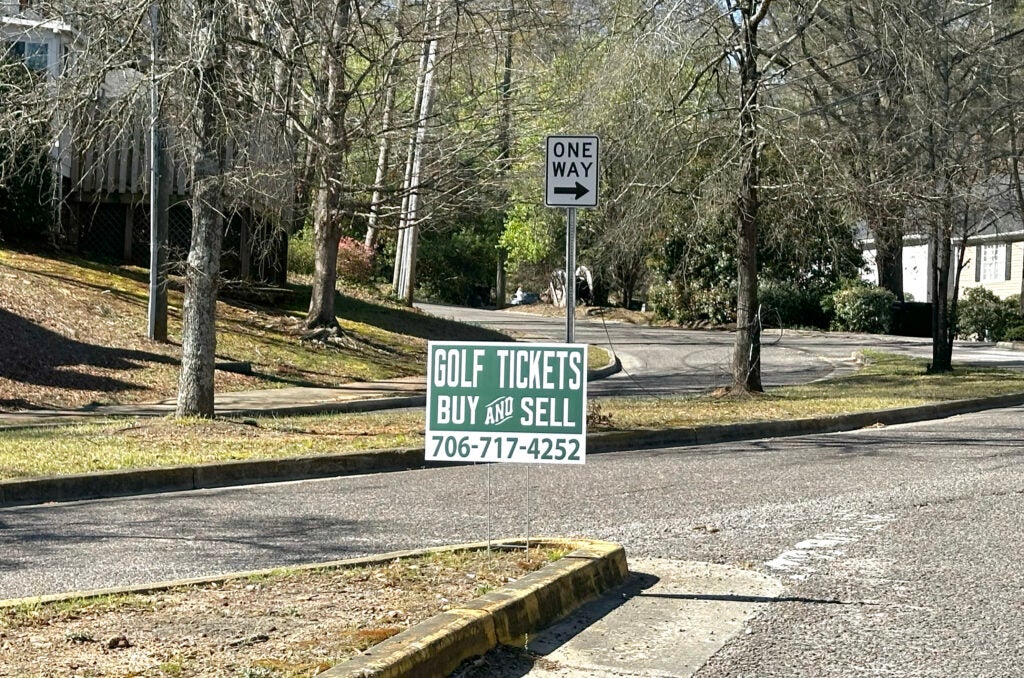 ONE
WAY
GOLF TICKETS
BUY AND SELL
706-717-4252